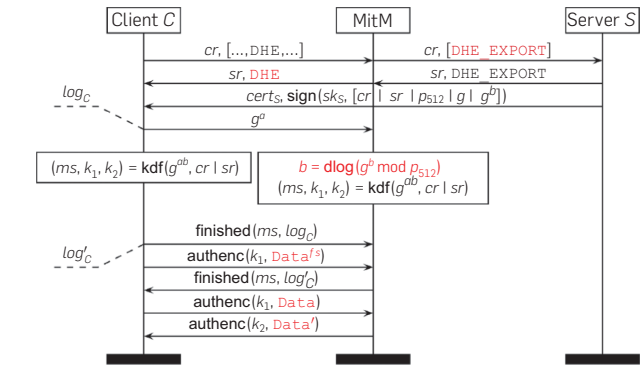 Client C MitM Server S
cr, [...,DHE,...] cr, [DHE_EXPORT]
sr, DHE sr, DHE_EXPORT
log_C certs_S, sign(sk_S, [cr | sr | p_512 | g | g^b])
g^a
(ms, k_1, k_2) = kdf(g^ab, cr | sr) b = dlog(g^b mod p_512)
(ms, k_1, k_2) = kdf(g^ab, cr | sr)
finished(ms, log_C)
log'_C authenc(k_1, Data^fs)
finished(ms, log'_C)
authenc(k_1, Data)
authenc(k_2, Data')